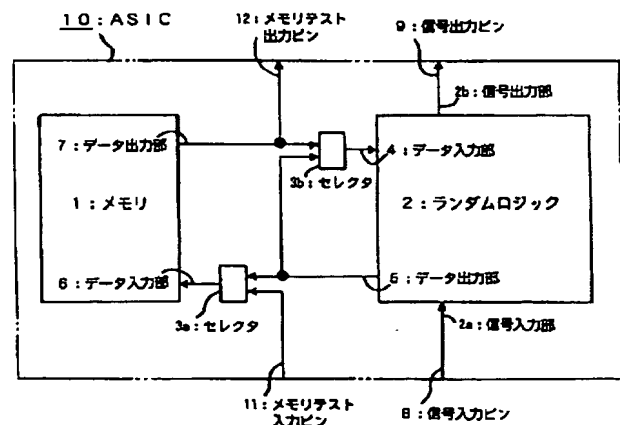 10:ASIC
12:メモリテスト
出力ピン
9:信号出力ピン
2b:信号出力部
7:データ出力部
4:データ入力部
3b:セレクタ
1:メモリ
2:ランダムロジック
6:データ入力部
5:データ出力部
3a:セレクタ
2a:信号入力部
11:メモリテスト
入力ピン
8:信号入力ピン